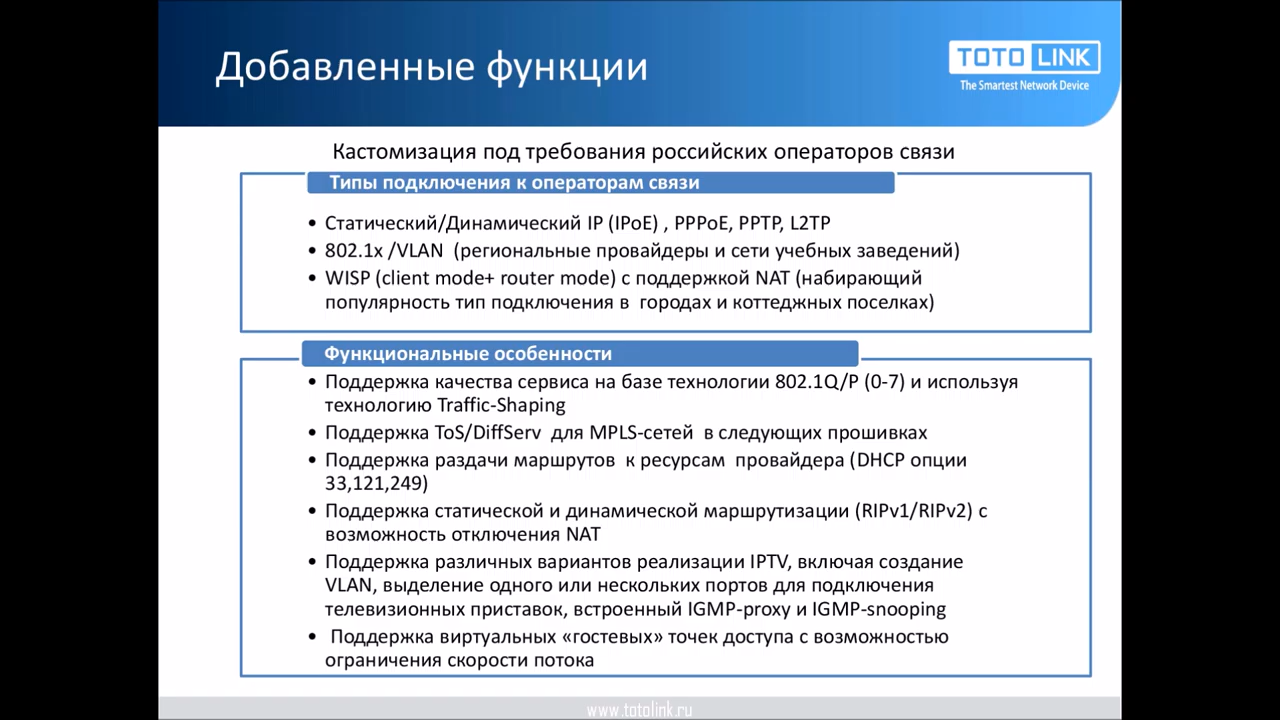 Добавленные функции
TOTO LINK
The Smartest Network Device
Кастомизация под требования российских операторов связи
Типы подключения к операторам связи
• Статический/Динамический IP (IPoE) , PPPoE, PPTP, L2TP
• 802.1x /VLAN (региональные провайдеры и сети учебных заведений)
• WISP (client mode+ router mode) с поддержкой NAT (набирающий
популярность тип подключения в городах и коттеджных поселках)
Функциональные особенности
• Поддержка качества сервиса на базе технологии 802.1Q/P (0-7) и используя
технологию Traffic-Shaping
• Поддержка ToS/DiffServ для MPLS-сетей в следующих прошивках
• Поддержка раздачи маршрутов к ресурсам провайдера (DHCP опции
33,121,249)
• Поддержка статической и динамической маршрутизации (RIPv1/RIPv2) с
возможность отключения NAT
• Поддержка различных вариантов реализации IPTV, включая создание
VLAN, выделение одного или нескольких портов для подключения
телевизионных приставок, встроенный IGMP-proxy и IGMP-snooping
• Поддержка виртуальных «гостевых» точек доступа с возможностью
ограничения скорости потока
www.totolink.ru